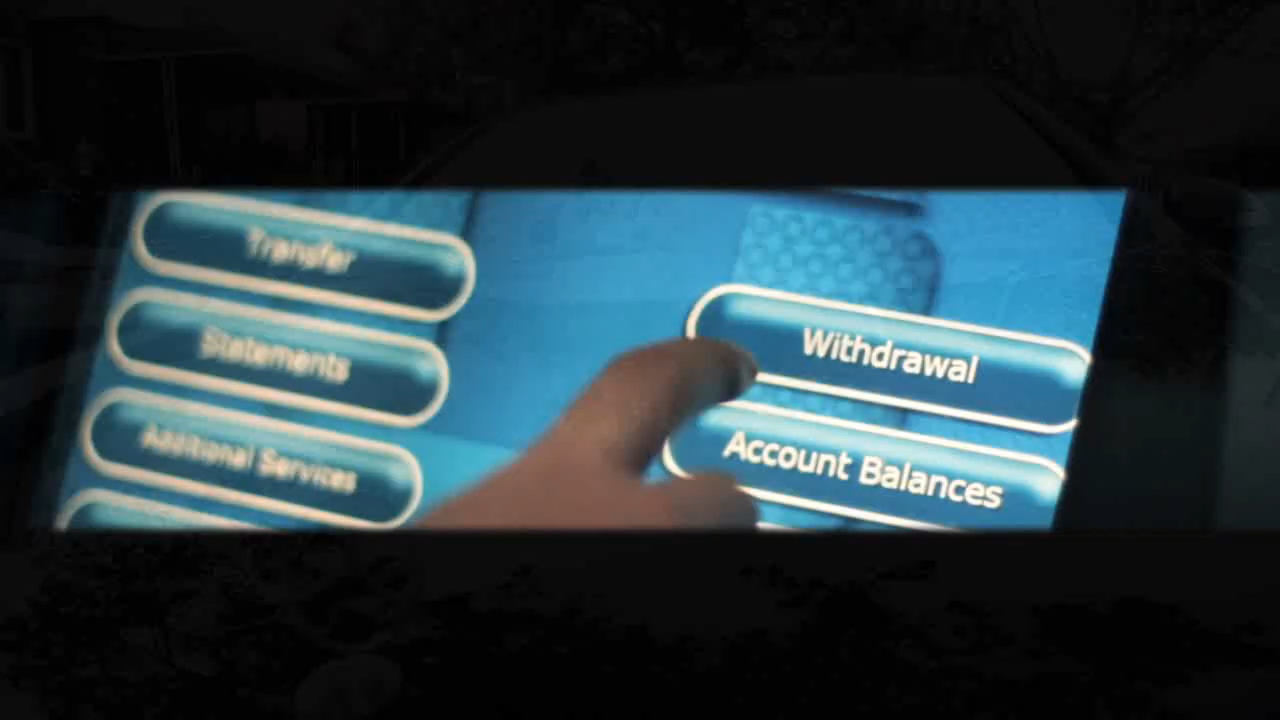 Transfer
Statements
Additional Services
Withdrawal
Account Balances